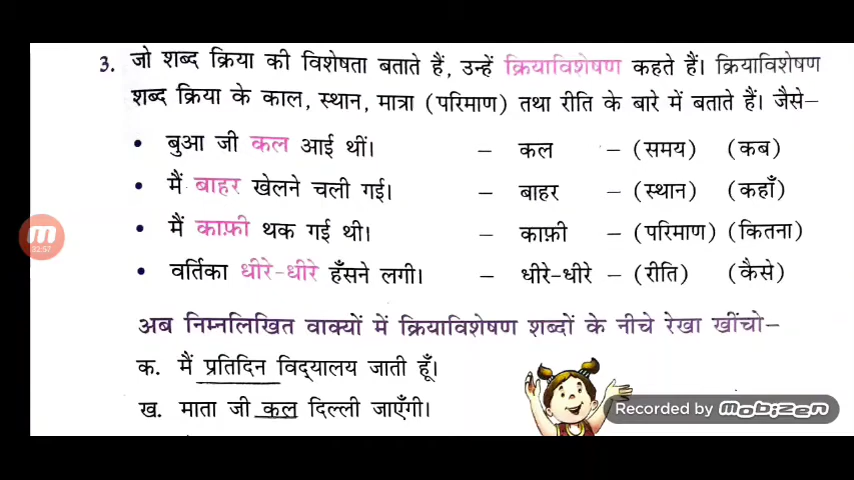 3. जो शब्द क्रिया की विशेषता बताते हैं, उन्हें क्रियाविशेषण कहते हैं। क्रियाविशेषण
शब्द क्रिया के काल, स्थान, मात्रा (परिमाण) तथा रीति के बारे में बताते हैं। जैसे–
• बुआ जी कल आई थीं। – कल – (समय) (कब)
• मैं बाहर खेलने चली गई। – बाहर – (स्थान) (कहाँ)
• मैं काफ़ी थक गई थी। – काफ़ी – (परिमाण) (कितना)
• वर्तिका धीरे-धीरे हँसने लगी। – धीरे-धीरे – (रीति) (कैसे)
अब निम्नलिखित वाक्यों में क्रियाविशेषण शब्दों के नीचे रेखा खींचो–
क. मैं प्रतिदिन विद्‌यालय जाती हूँ।
ख. माता जी कल दिल्ली जाएँगी।
32:57
Recorded by MOBIZEN